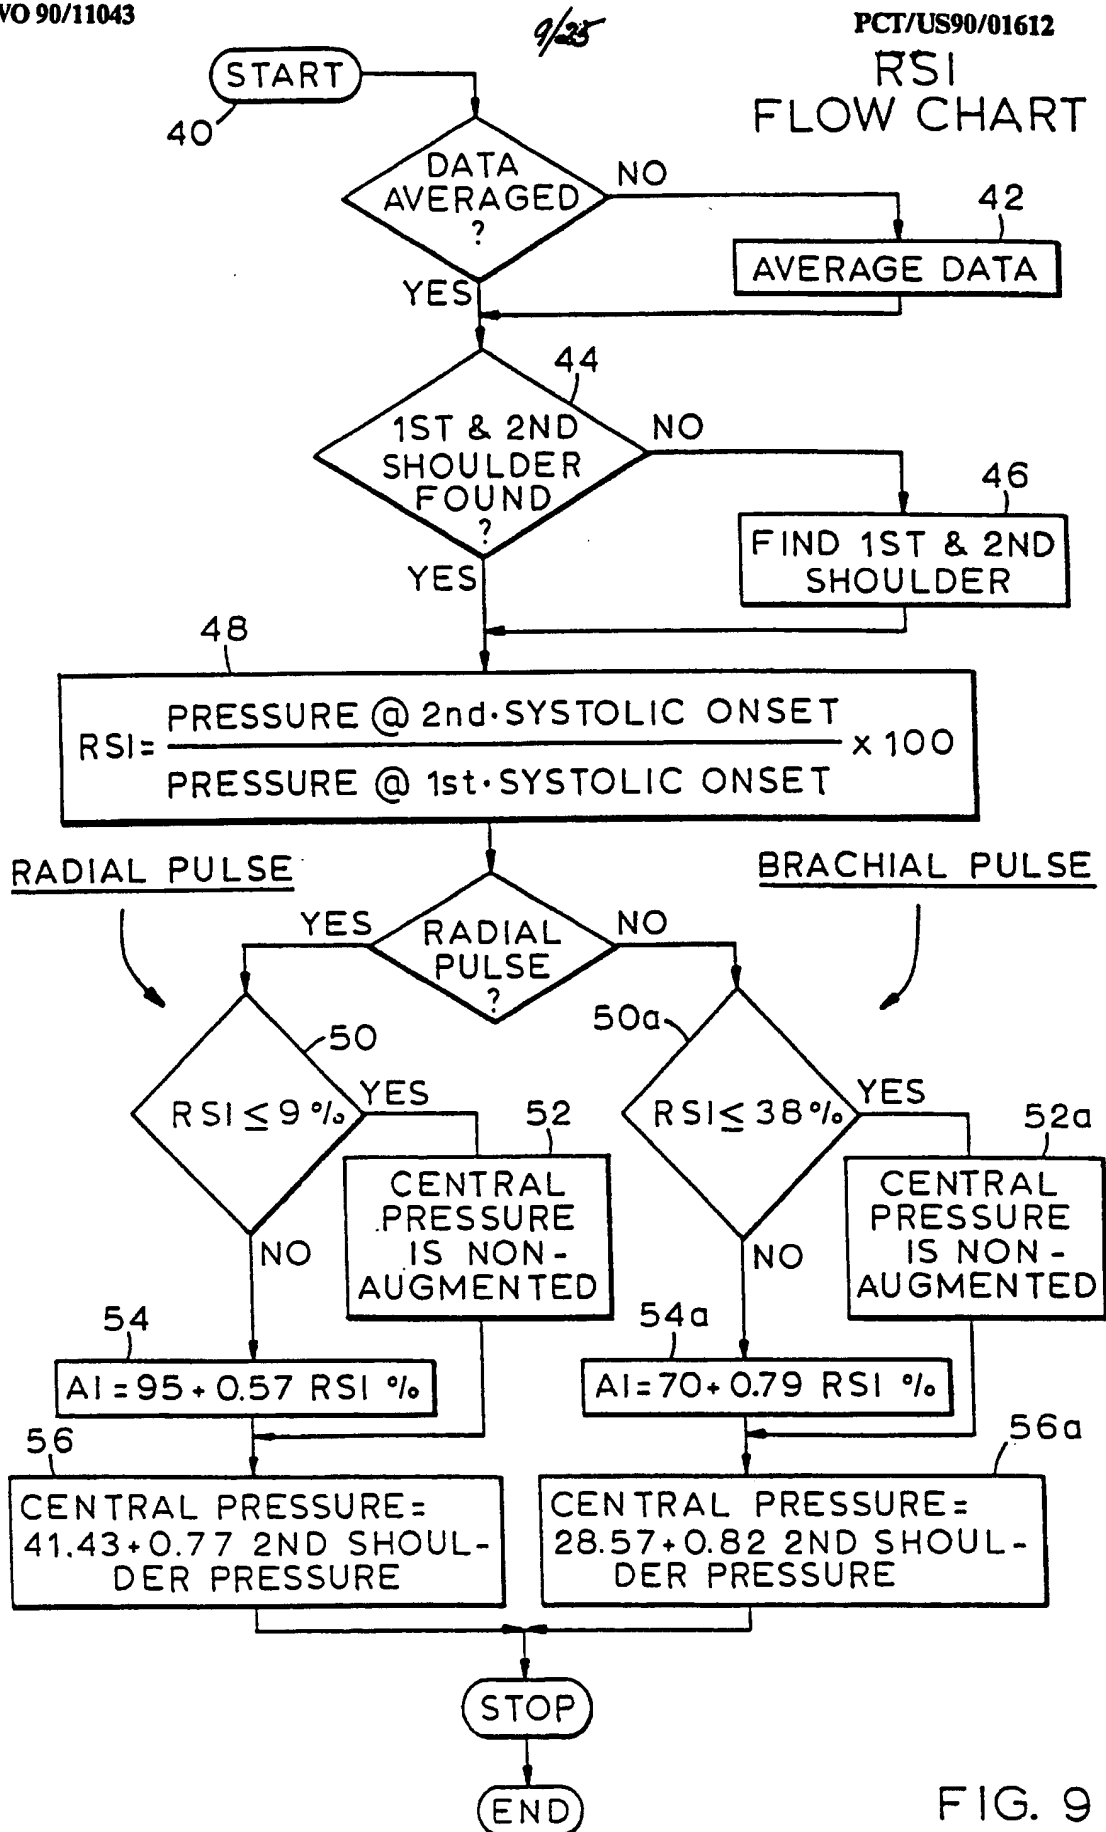 WO 90/11043
9/25
PCT/US90/01612
RSI
FLOW CHART
START
40
DATA
AVERAGED
?
NO
42
AVERAGE DATA
YES
44
1ST & 2ND
SHOULDER
FOUND
?
NO
46
FIND 1ST & 2ND
SHOULDER
YES
48
RSI=
PRESSURE @ 2nd·SYSTOLIC ONSET
PRESSURE @ 1st·SYSTOLIC ONSET
x 100
RADIAL PULSE
BRACHIAL PULSE
YES
RADIAL
PULSE
?
NO
50
RSI ≤ 9 %
YES
52
CENTRAL
PRESSURE
IS NON-
AUGMENTED
NO
50a
RSI ≤ 38 %
YES
52a
CENTRAL
PRESSURE
IS NON-
AUGMENTED
NO
54
AI = 95 + 0.57 RSI %
54a
AI = 70 + 0.79 RSI %
56
CENTRAL PRESSURE=
41.43+0.77 2ND SHOUL-
DER PRESSURE
56a
CENTRAL PRESSURE=
28.57+0.82 2ND SHOUL-
DER PRESSURE
STOP
END
FIG. 9